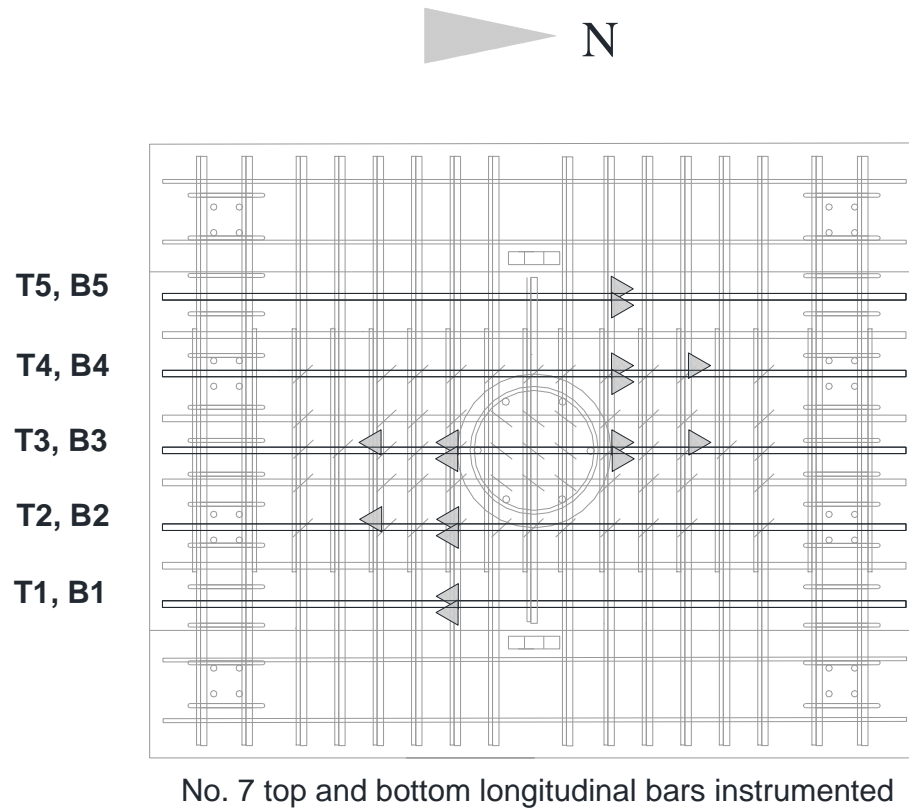 N
T5, B5
T4, B4
T3, B3
T2, B2
T1, B1
No. 7 top and bottom longitudinal bars instrumented